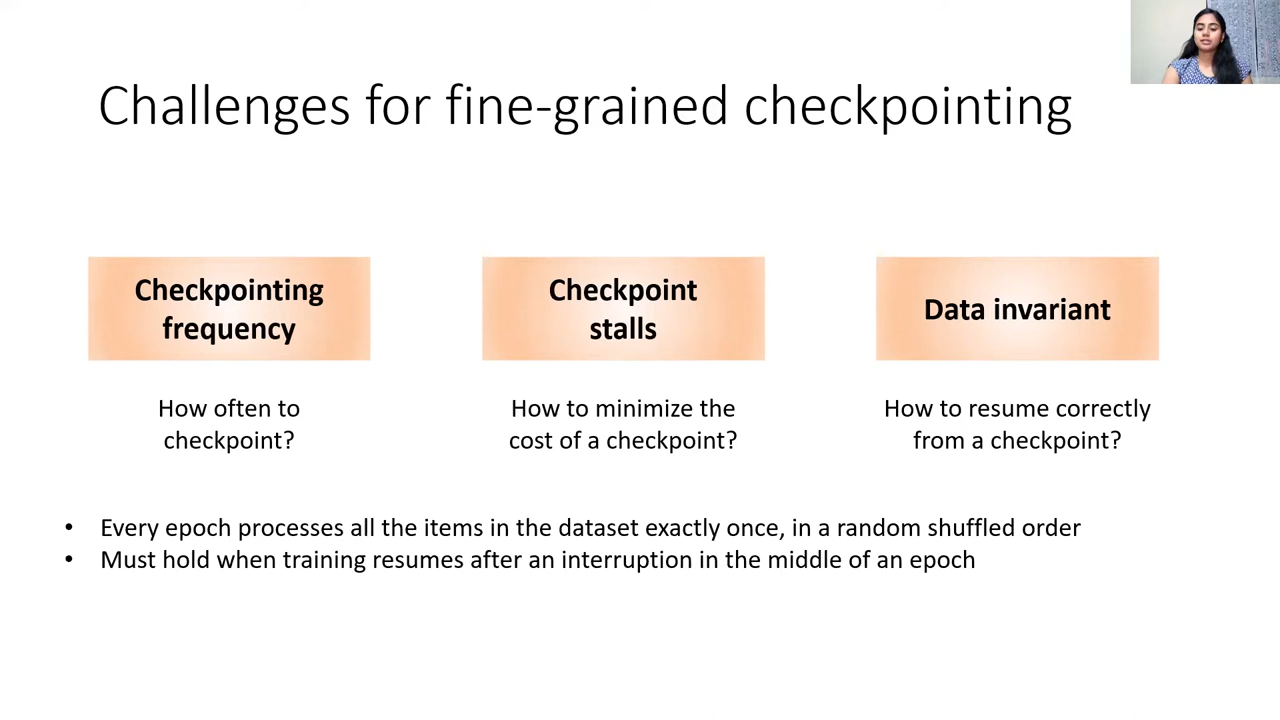 Challenges for fine-grained checkpointing
Checkpointing
frequency
Checkpoint
stalls
Data invariant
How often to
checkpoint?
How to minimize the
cost of a checkpoint?
How to resume correctly
from a checkpoint?
• Every epoch processes all the items in the dataset exactly once, in a random shuffled order
• Must hold when training resumes after an interruption in the middle of an epoch